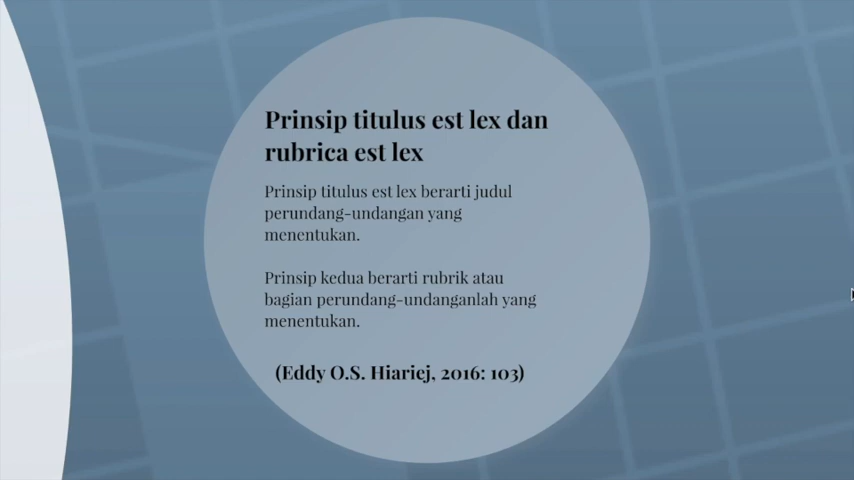 Prinsip titulus est lex dan
rubrica est lex
Prinsip titulus est lex berarti judul
perundang-undangan yang
menentukan.
Prinsip kedua berarti rubrik atau
bagian perundang-undanganlah yang
menentukan.
(Eddy O.S. Hiariej, 2016: 103)